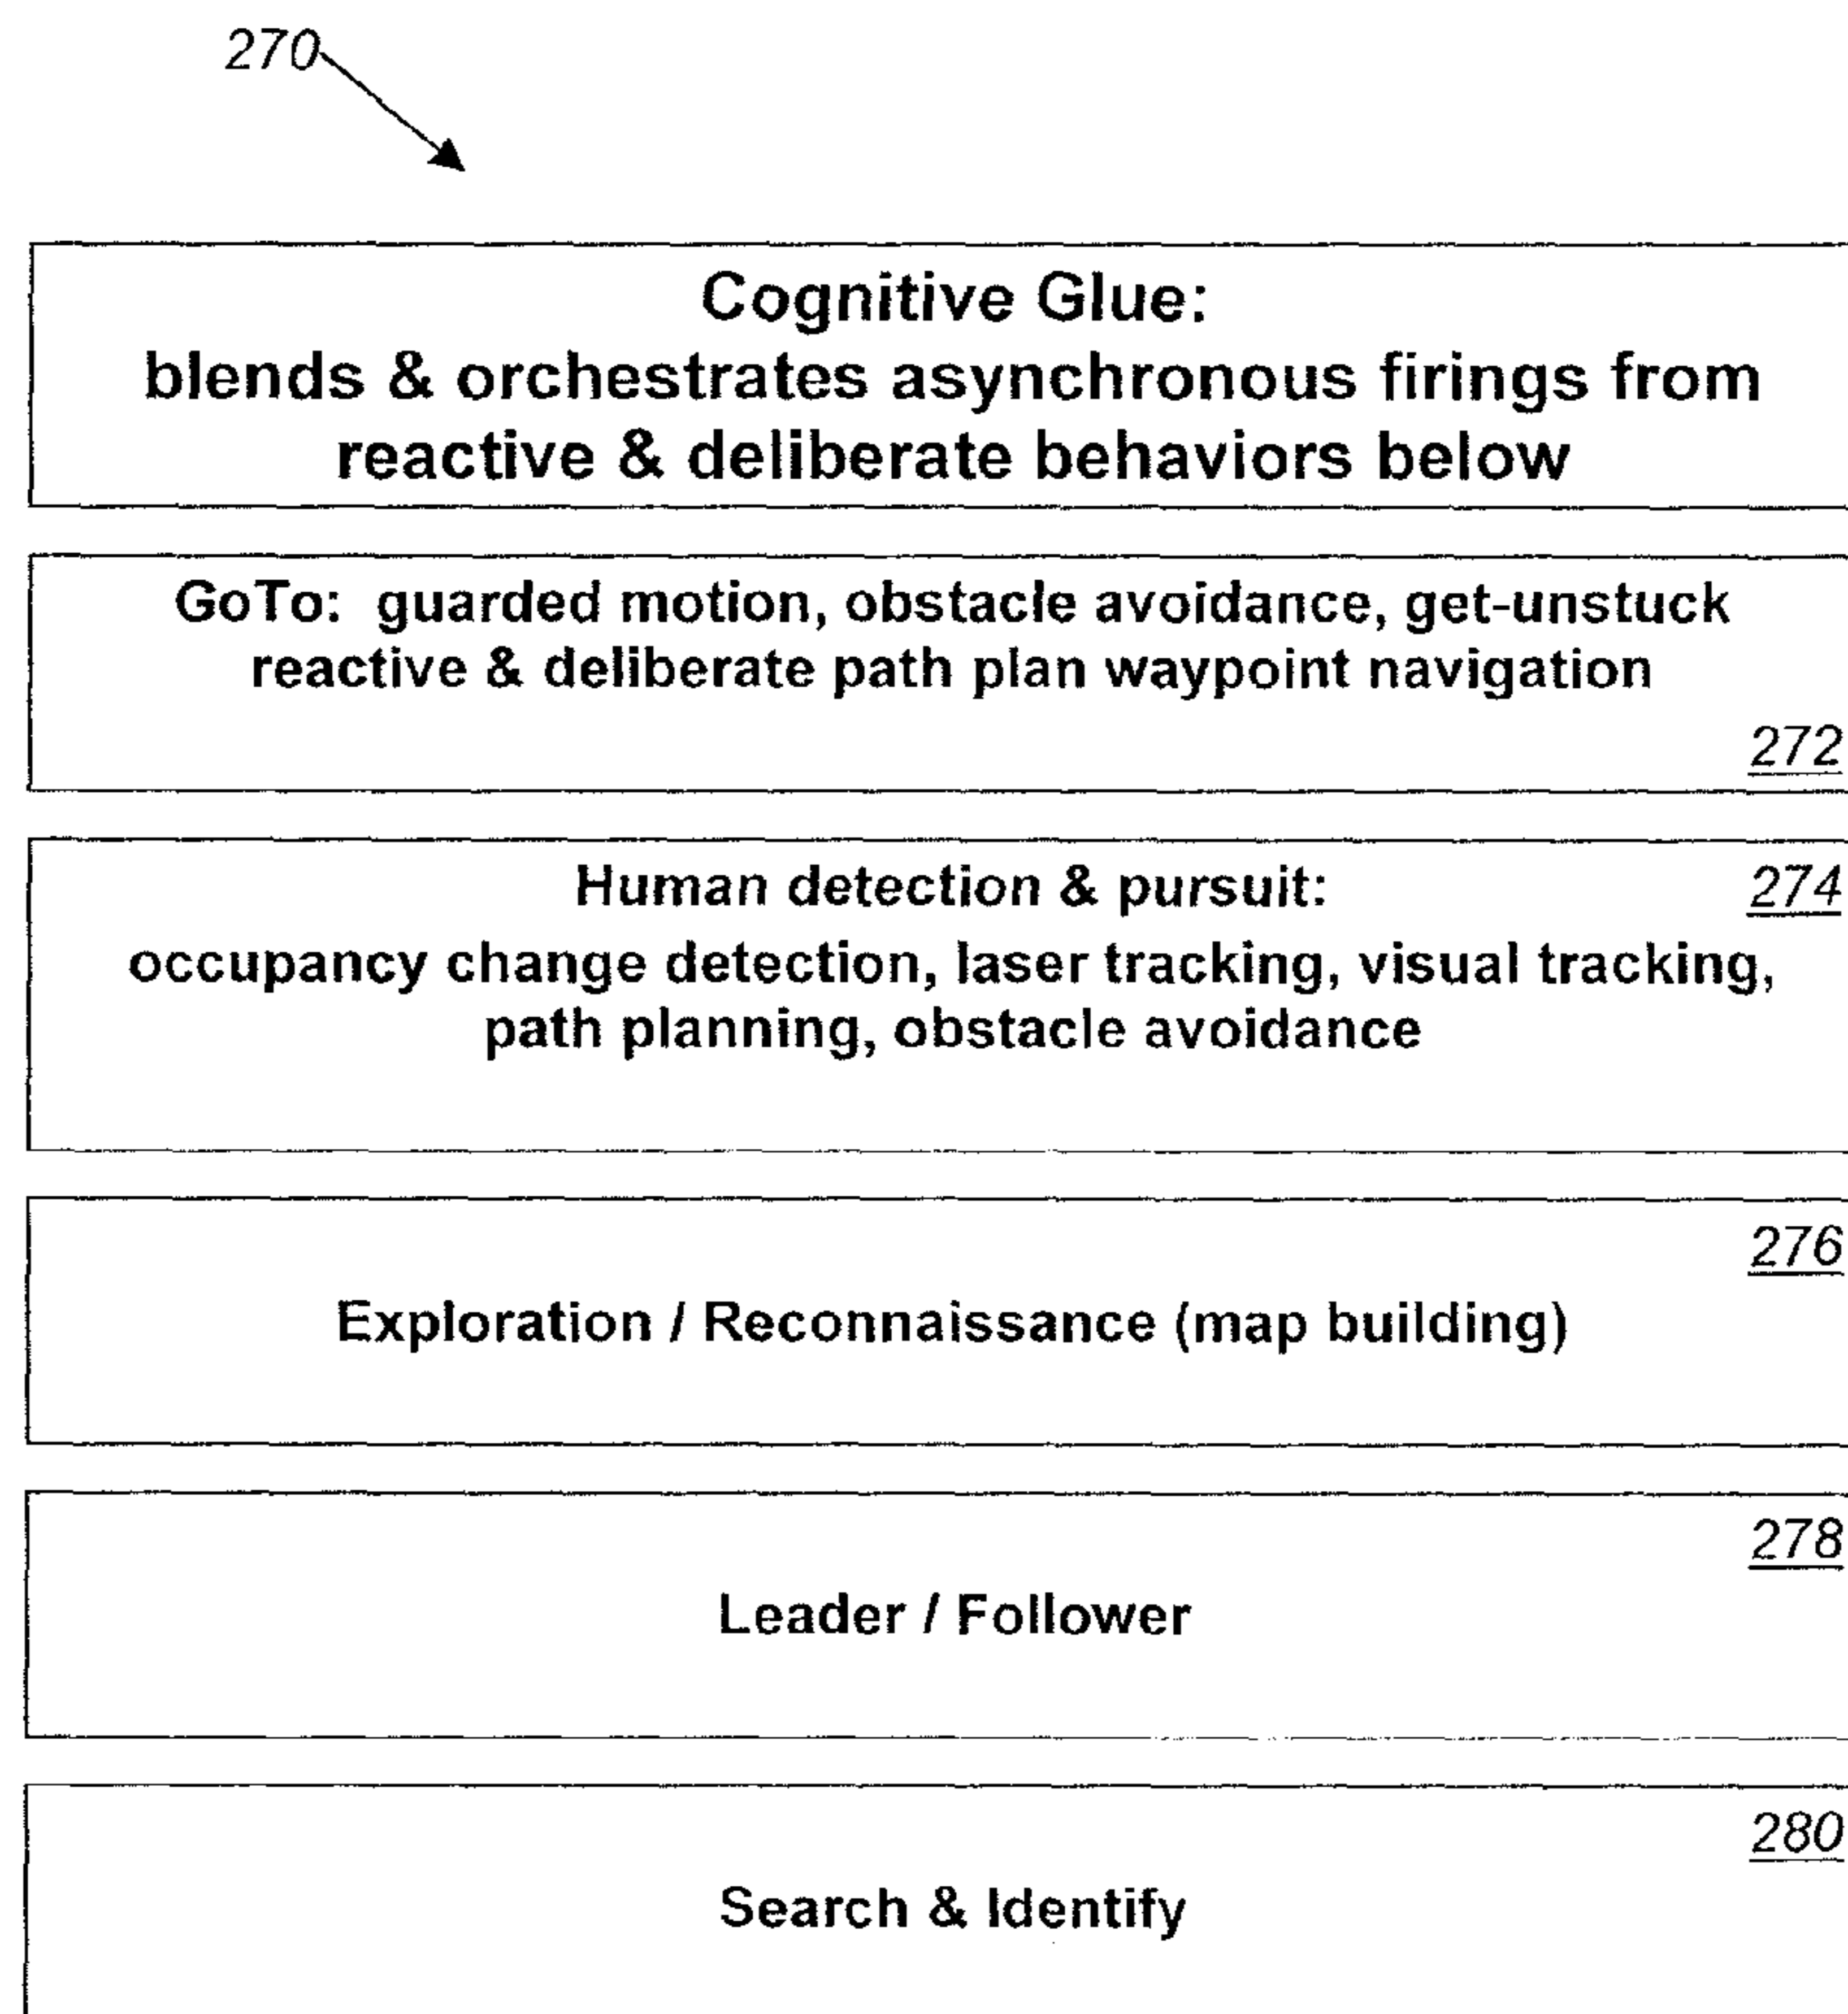 270
Cognitive Glue:
blends & orchestrates asynchronous firings from
reactive & deliberate behaviors below
GoTo: guarded motion, obstacle avoidance, get-unstuck
reactive & deliberate path plan waypoint navigation
272
Human detection & pursuit:
274
occupancy change detection, laser tracking, visual tracking,
path planning, obstacle avoidance
276
Exploration / Reconnaissance (map building)
278
Leader / Follower
280
Search & Identify